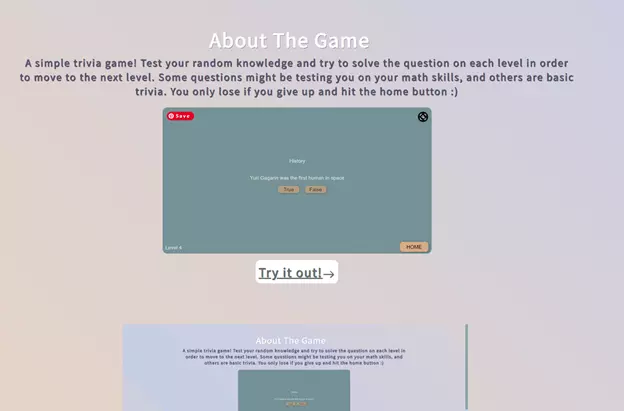 About The Game
A simple trivia game! Test your random knowledge and try to solve the question on each level in order
to move to the next level. Some questions might be testing you on your math skills, and others are basic
trivia. You only lose if you give up and hit the home button :)
Save
History
Yuri Gagarin was the first human in space
True False
Level 4
HOME
Try it out!→
About The Game
A simple trivia game! Test your random knowledge and try to solve the question on each level in
order to move to the next level. Some questions might be testing you on your math skills, and
others are basic trivia. You only lose if you give up and hit the home button :)